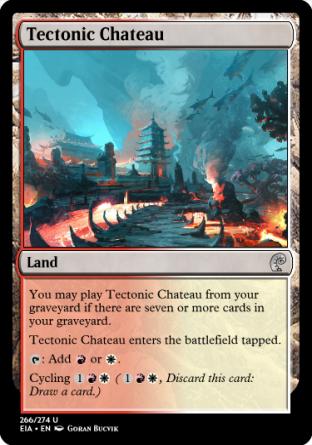 Tectonic Chateau
Land
You may play Tectonic Chateau from your
graveyard if there are seven or more cards in
your graveyard.
Tectonic Chateau enters the battlefield tapped.
: Add or .
Cycling 1 ( 1 , Discard this card:
Draw a card.)
266/274 U
EIA • EN Goran Bucvik